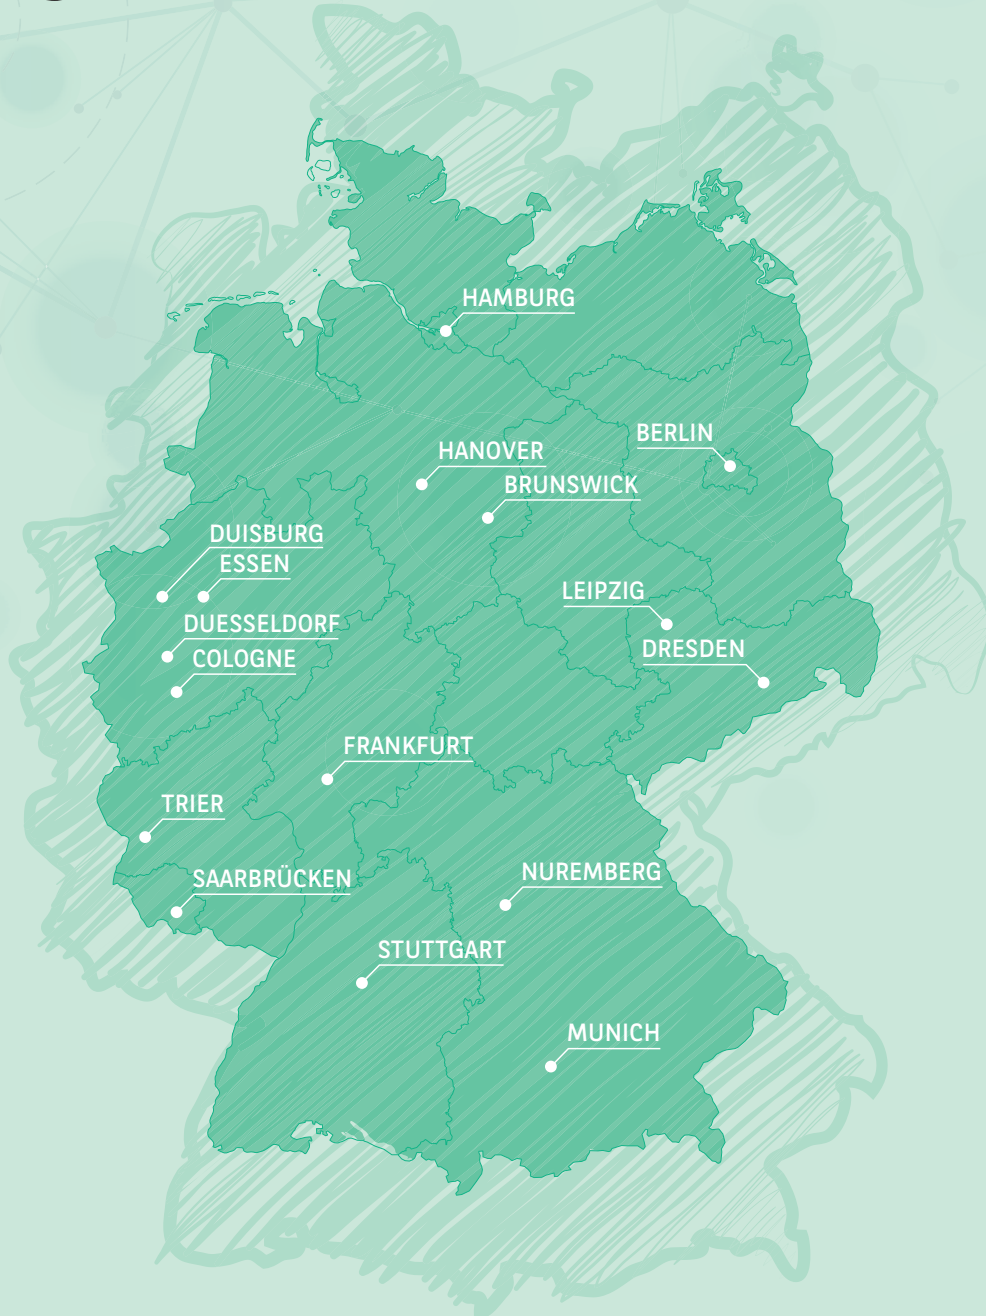 HAMBURG
BERLIN
HANOVER
BRUNSWICK
DUISBURG
ESSEN
LEIPZIG
DUESSELDORF
DRESDEN
COLOGNE
FRANKFURT
TRIER
NUREMBERG
SAARBRÜCKEN
STUTTGART
MUNICH